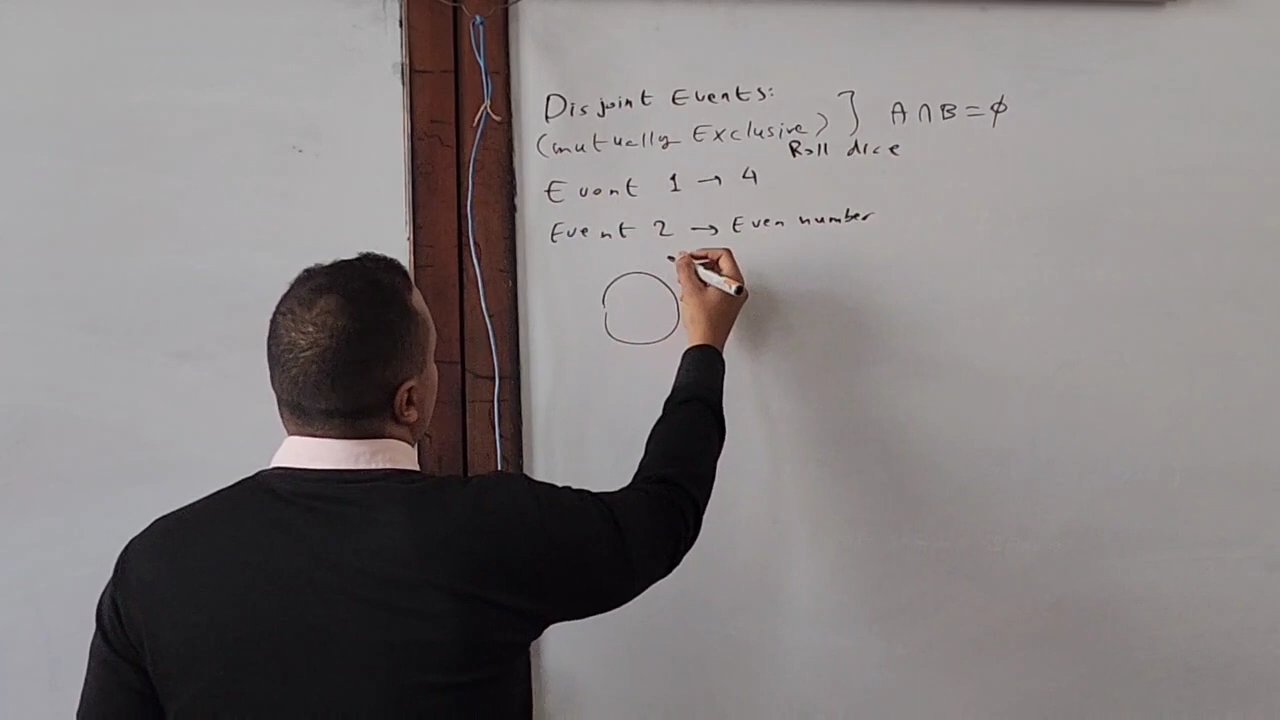 Disjoint Events:
(mutually Exclusive) ] A ∩ B = ϕ
Roll dice
Event 1 → 4
Event 2 → Even number